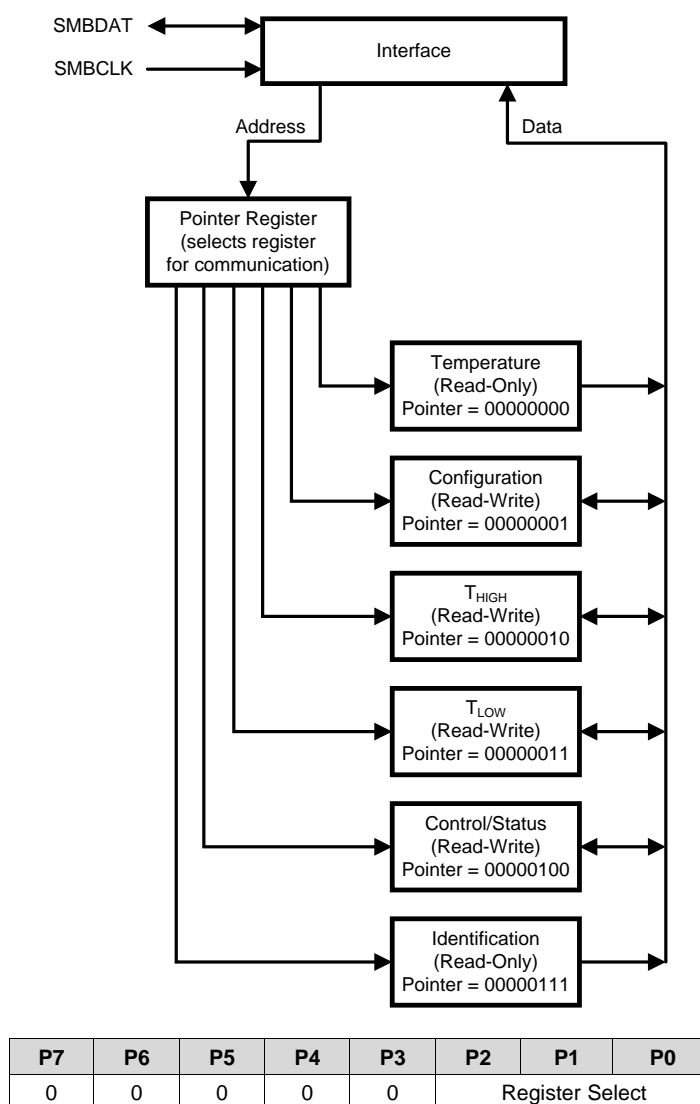 SMBDAT
SMBCLK
Interface
Address
Data
Pointer Register
(selects register
for communication)
Temperature
(Read-Only)
Pointer = 00000000
Configuration
(Read-Write)
Pointer = 00000001
THIGH
(Read-Write)
Pointer = 00000010
TLOW
(Read-Write)
Pointer = 00000011
Control/Status
(Read-Write)
Pointer = 00000100
Identification
(Read-Only)
Pointer = 00000111
P7 P6 P5 P4 P3 P2 P1 P0
0 0 0 0 0 Register Select